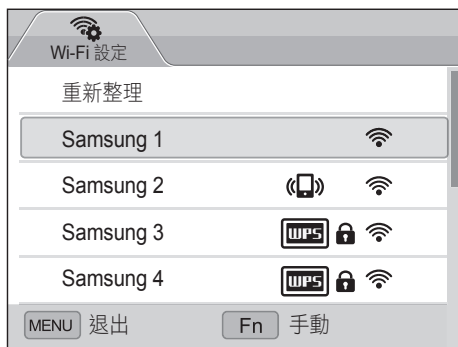 Wi-Fi 設定
重新整理
Samsung 1
Samsung 2
Samsung 3 WPS
Samsung 4 WPS
MENU 退出 Fn 手動